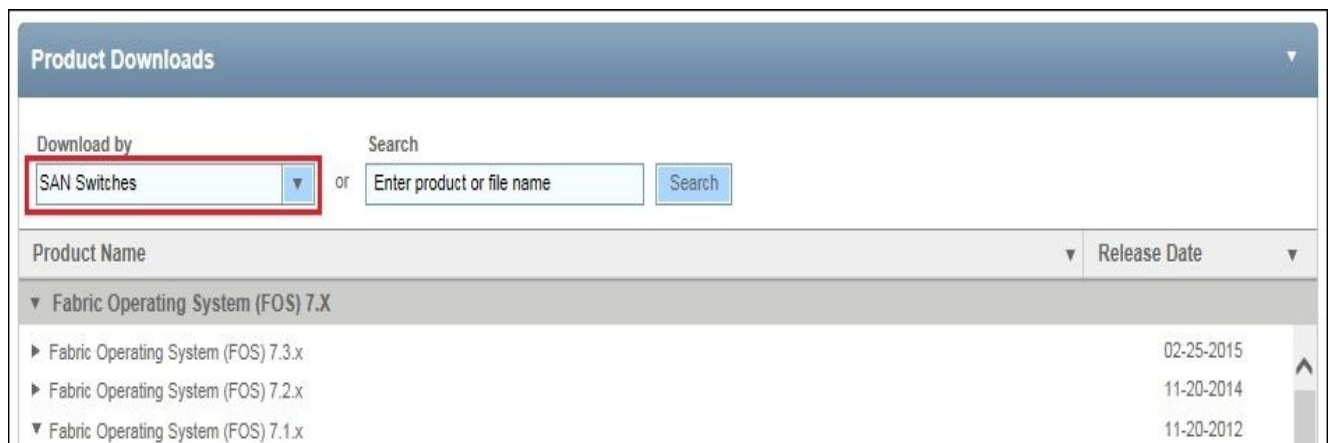 Product Downloads
Download by
Search
SAN Switches
or
Enter product or file name
Search
Product Name
Release Date
Fabric Operating System (FOS) 7.X
Fabric Operating System (FOS) 7.3.x
02-25-2015
Fabric Operating System (FOS) 7.2.x
11-20-2014
Fabric Operating System (FOS) 7.1.x
11-20-2012